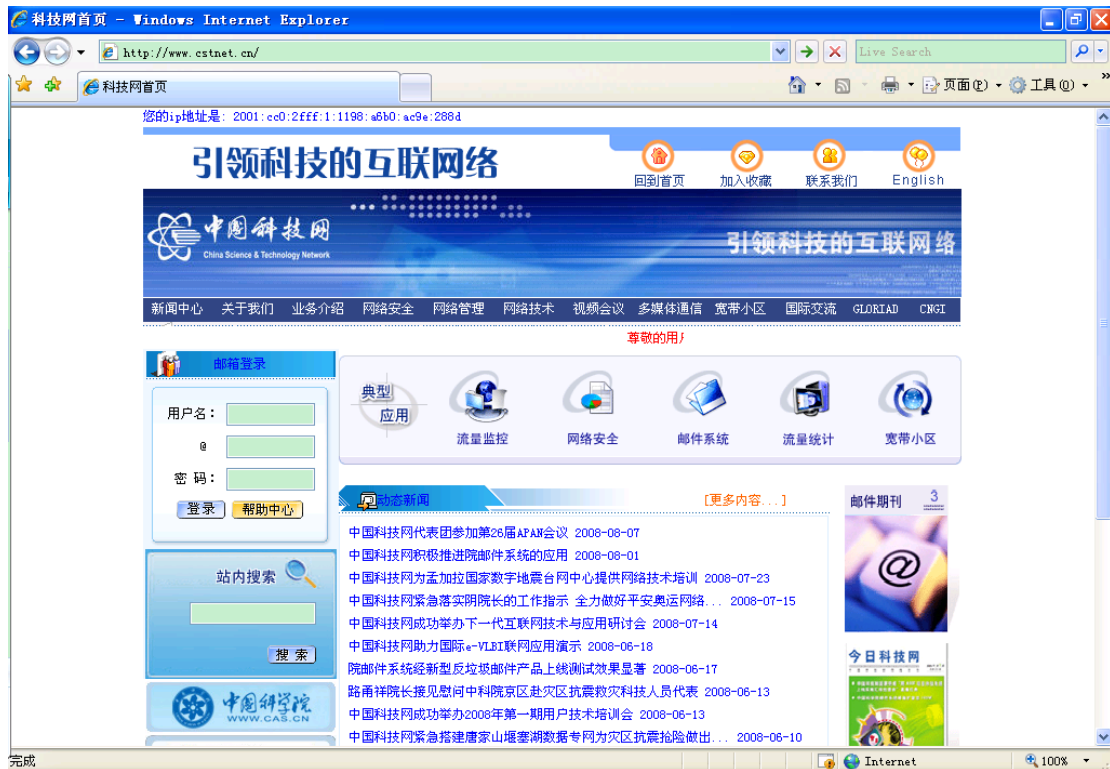 科技网首页 - Windows Internet Explorer
http://www.cstnet.cn/
Live Search
科技网首页
页面(P)
工具(O)
您的ip地址是: 2001:cc0:2fff:1:1198:a6b0:ac9e:288d
引领科技的互联网络
回到首页 加入收藏 联系我们 English
中国科技网
China Science & Technology Network
引领科技的互联网络
新闻中心 关于我们 业务介绍 网络安全 网络管理 网络技术 视频会议 多媒体通信 宽带小区 国际交流 GLORIAD CNGI
尊敬的用户
邮箱登录
用户名:
@
密 码:
登录 帮助中心
站内搜索
搜 索
中国科学院
WWW.CAS.CN
典型
应用
流量监控 网络安全 邮件系统 流量统计 宽带小区
动态新闻
[更多内容...]
中国科技网代表团参加第26届APAN会议 2008-08-07
中国科技网积极推进院邮件系统的应用 2008-08-01
中国科技网为孟加拉国家数字地震台网中心提供网络技术培训 2008-07-23
中国科技网紧急落实阴院长的工作指示 全力做好平安奥运网络... 2008-07-15
中国科技网成功举办下一代互联网技术与应用研讨会 2008-07-14
中国科技网助力国际e-VLBI联网应用演示 2008-06-18
院邮件系统经新型反垃圾邮件产品上线测试效果显著 2008-06-17
路甬祥院长接见慰问中科院京区赴灾区抗震救灾科技人员代表 2008-06-13
中国科技网成功举办2008年第一期用户技术培训会 2008-06-13
中国科技网紧急搭建唐家山堰塞湖数据专网为灾区抗震抢险做出... 2008-06-10
邮件期刊 3
@
今日科技网
完成
Internet
100%